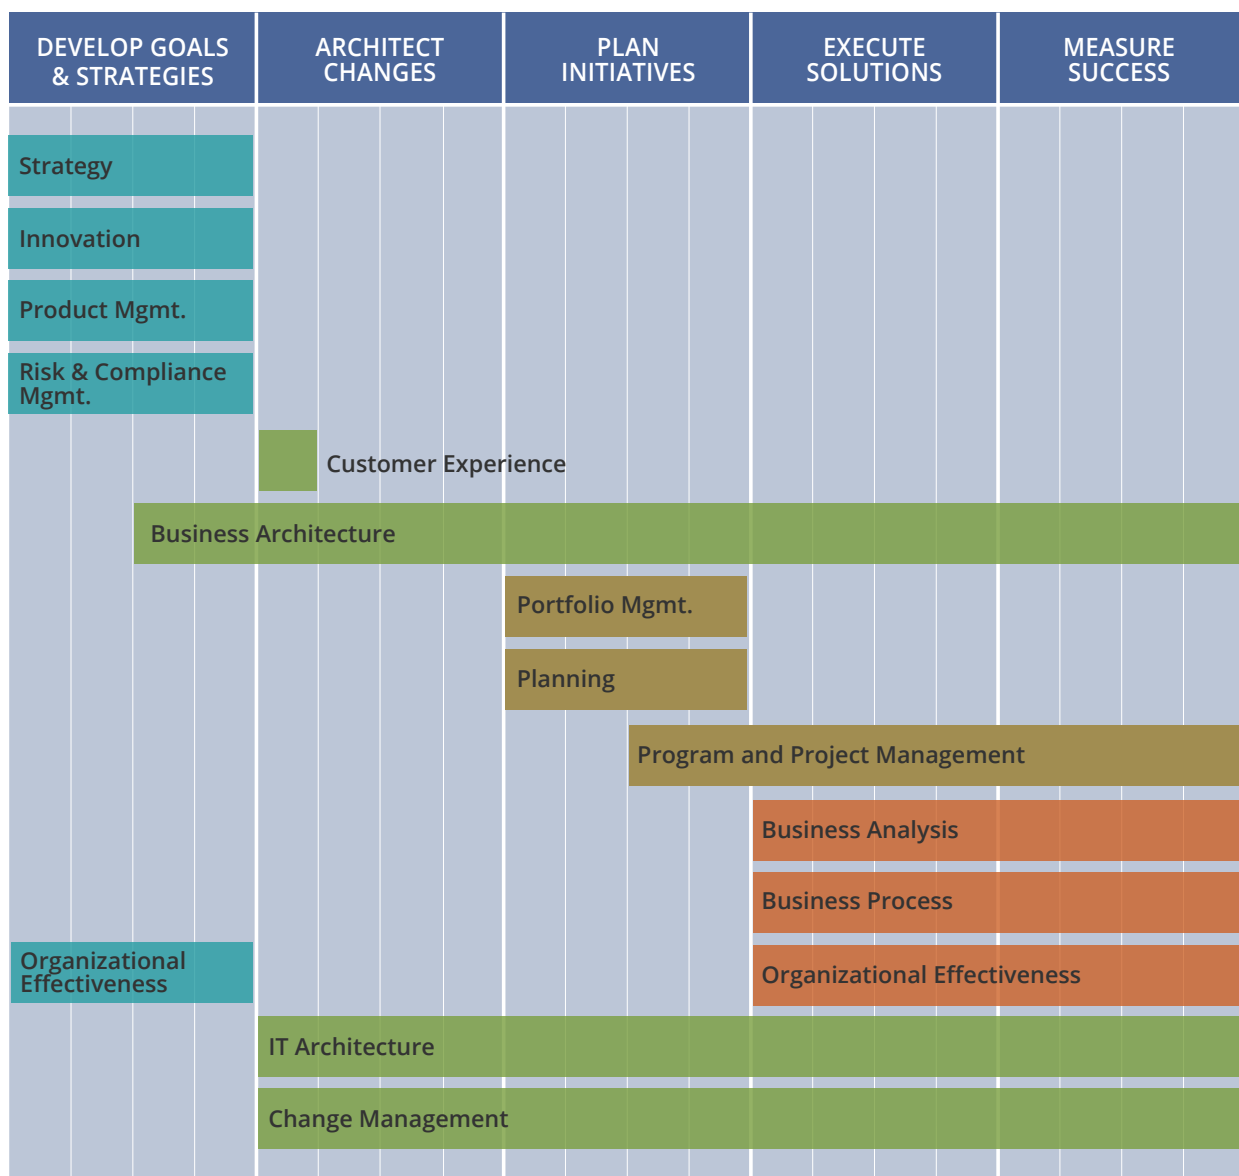 DEVELOP GOALS
& STRATEGIES
ARCHITECT
CHANGES
PLAN
INITIATIVES
EXECUTE
SOLUTIONS
MEASURE
SUCCESS
Strategy
Innovation
Product Mgmt.
Risk & Compliance
Mgmt.
Customer Experience
Business Architecture
Portfolio Mgmt.
Planning
Program and Project Management
Business Analysis
Business Process
Organizational
Effectiveness
Organizational Effectiveness
IT Architecture
Change Management